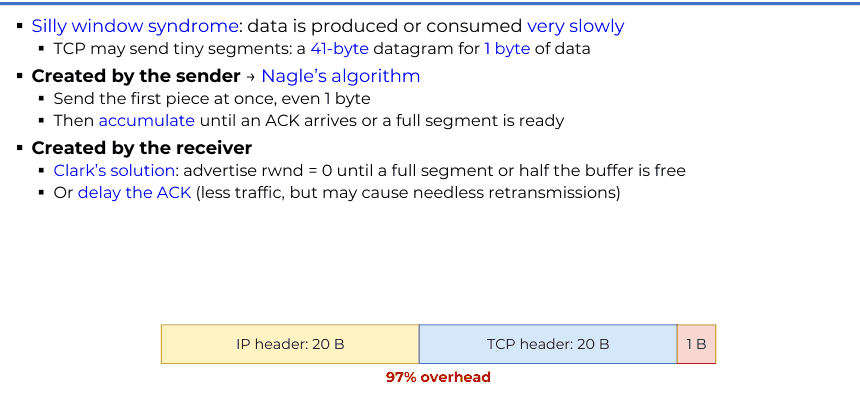 ▪ Silly window syndrome: data is produced or consumed very slowly
▪ TCP may send tiny segments: a 41-byte datagram for 1 byte of data
▪ Created by the sender → Nagle's algorithm
▪ Send the first piece at once, even 1 byte
▪ Then accumulate until an ACK arrives or a full segment is ready
▪ Created by the receiver
▪ Clark's solution: advertise rwnd = 0 until a full segment or half the buffer is free
▪ Or delay the ACK (less traffic, but may cause needless retransmissions)
IP header: 20 B TCP header: 20 B 1 B
97% overhead